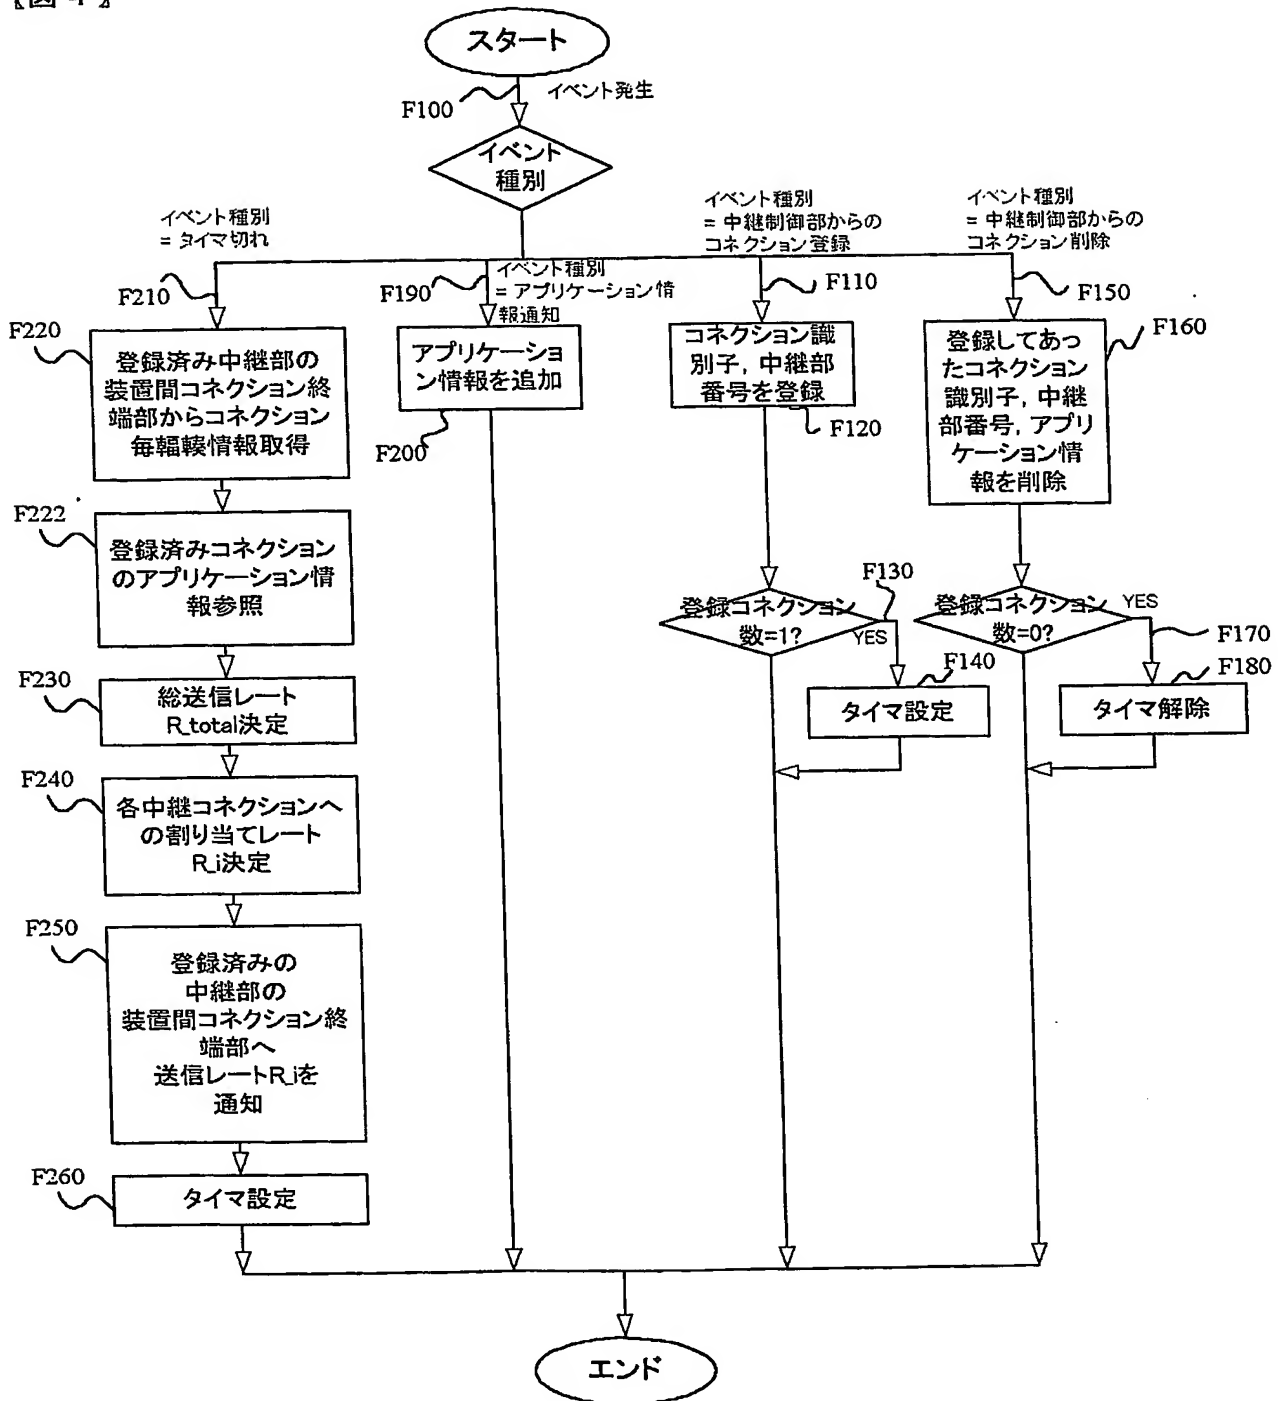 スタート
F100
イベント発生
イベント
種別
イベント種別
= タイマ切れ
イベント種別
= 中継制御部からの
コネクション登録
イベント種別
= 中継制御部からの
コネクション削除
F210
F190
イベント種別
= アプリケーション情
報通知
F110
F150
F220
登録済み中継部の
装置間コネクション終
端部からコネクション
毎輻輳情報取得
アプリケーショ
ン情報を追加
F200
コネクション識
別子, 中継部
番号を登録
F120
F160
登録してあっ
たコネクション
識別子, 中継
部番号, アプリ
ケーション情
報を削除
F222
登録済みコネクション
のアプリケーション情
報参照
F130
登録コネクション
数=1?
YES
登録コネクション
数=0?
YES
F170
F140
タイマ設定
F180
タイマ解除
F230
総送信レート
R_total決定
F240
各中継コネクションへ
の割り当てレート
R_i決定
F250
登録済みの
中継部の
装置間コネクション終
端部へ
送信レートR_iを
通知
F260
タイマ設定
エンド